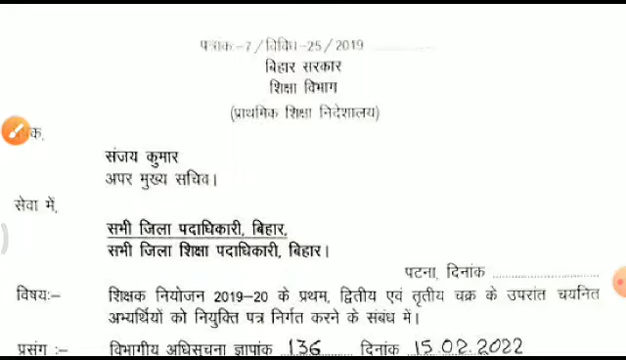 पत्रांक:-7/विविध-25/2019 ................
बिहार सरकार
शिक्षा विभाग
(प्राथमिक शिक्षा निदेशालय)
संजय कुमार
अपर मुख्य सचिव।
सेवा में,
सभी जिला पदाधिकारी, बिहार,
सभी जिला शिक्षा पदाधिकारी, बिहार।
पटना, दिनांक ..............................
विषय:- शिक्षक नियोजन 2019-20 के प्रथम, द्वितीय एवं तृतीय चक्र के उपरांत चयनित
अभ्यर्थियों को नियुक्ति पत्र निर्गत करने के संबंध में।
प्रसंग :- विभागीय अधिसूचना ज्ञापांक 136 दिनांक 15.02.2022